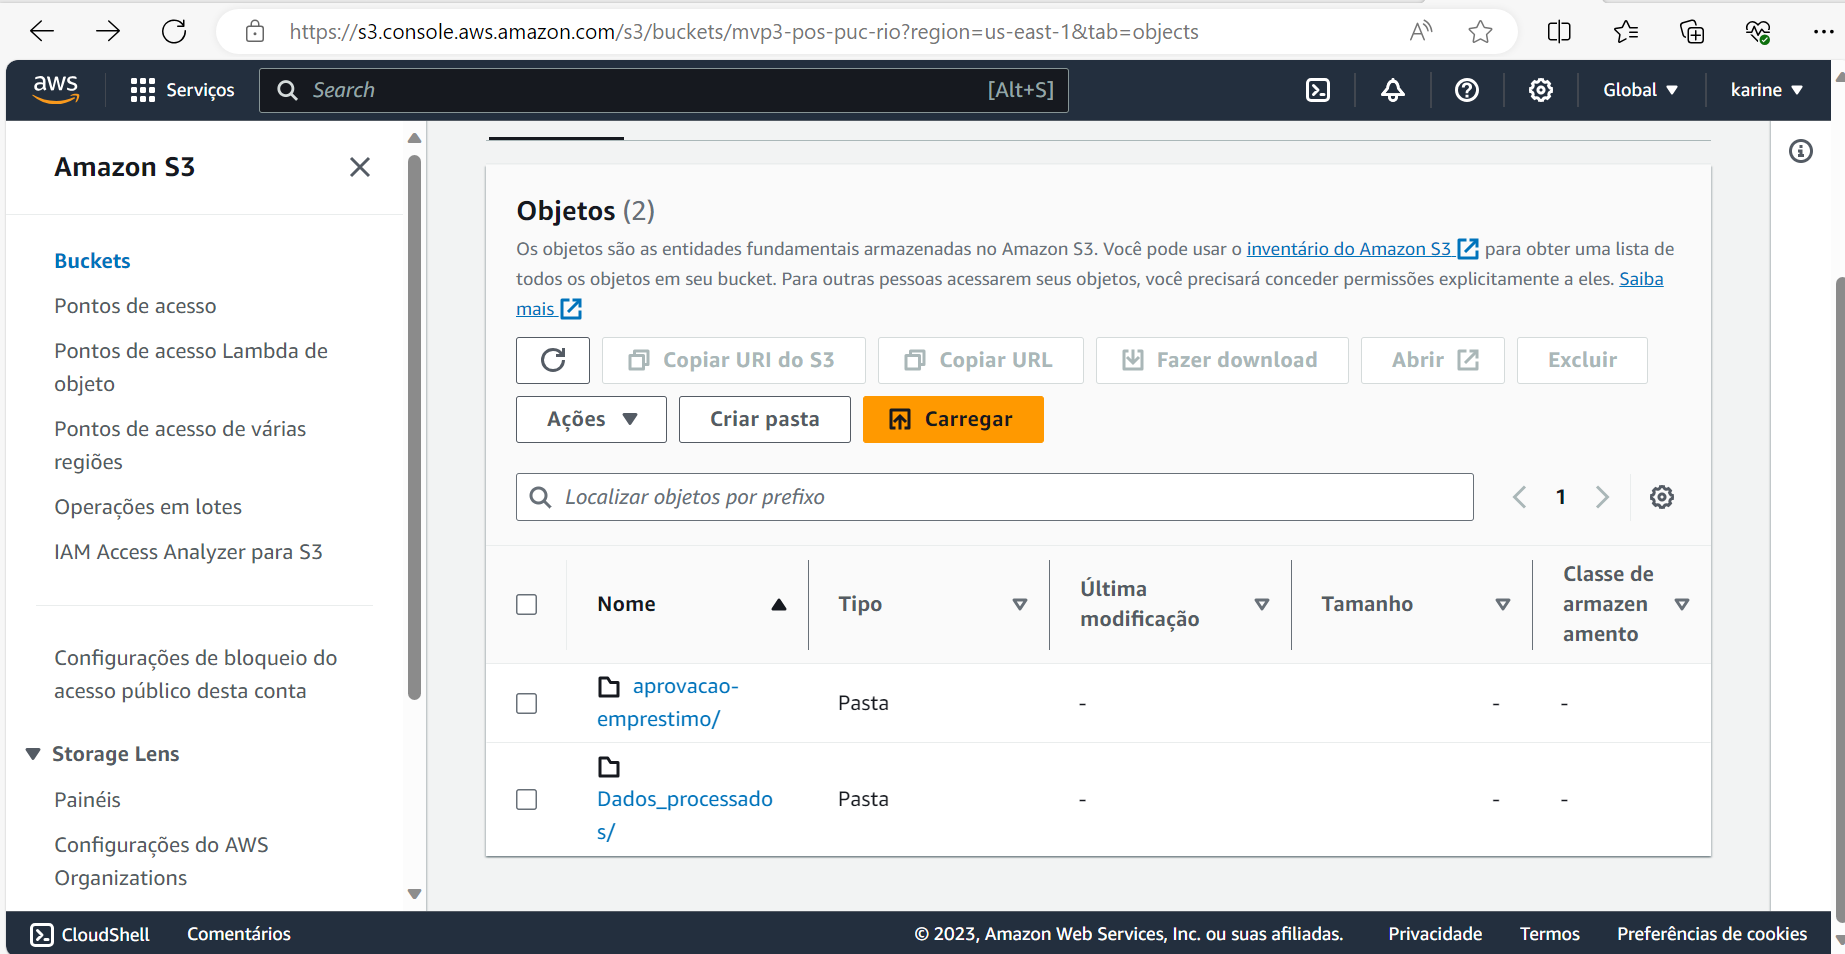 https://s3.console.aws.amazon.com/s3/buckets/mvp3-pos-puc-rio?region=us-east-1&tab=objects
aws
Serviços
Search
[Alt+S]
Global
karine
Amazon S3
Buckets
Pontos de acesso
Pontos de acesso Lambda de
objeto
Pontos de acesso de várias
regiões
Operações em lotes
IAM Access Analyzer para S3
Configurações de bloqueio do
acesso público desta conta
Storage Lens
Painéis
Configurações do AWS
Organizations
Objetos (2)
Os objetos são as entidades fundamentais armazenadas no Amazon S3. Você pode usar o inventário do Amazon S3 para obter uma lista de
todos os objetos em seu bucket. Para outras pessoas acessarem seus objetos, você precisará conceder permissões explicitamente a eles. Saiba
mais
Copiar URI do S3
Copiar URL
Fazer download
Abrir
Excluir
Ações
Criar pasta
Carregar
Localizar objetos por prefixo
1
Nome
Tipo
Última
modificação
Tamanho
Classe de
armazen
amento
aprovacao-
emprestimo/
Pasta
-
-
-
Dados_processado
s/
Pasta
-
-
-
CloudShell
Comentários
© 2023, Amazon Web Services, Inc. ou suas afiliadas.
Privacidade
Termos
Preferências de cookies